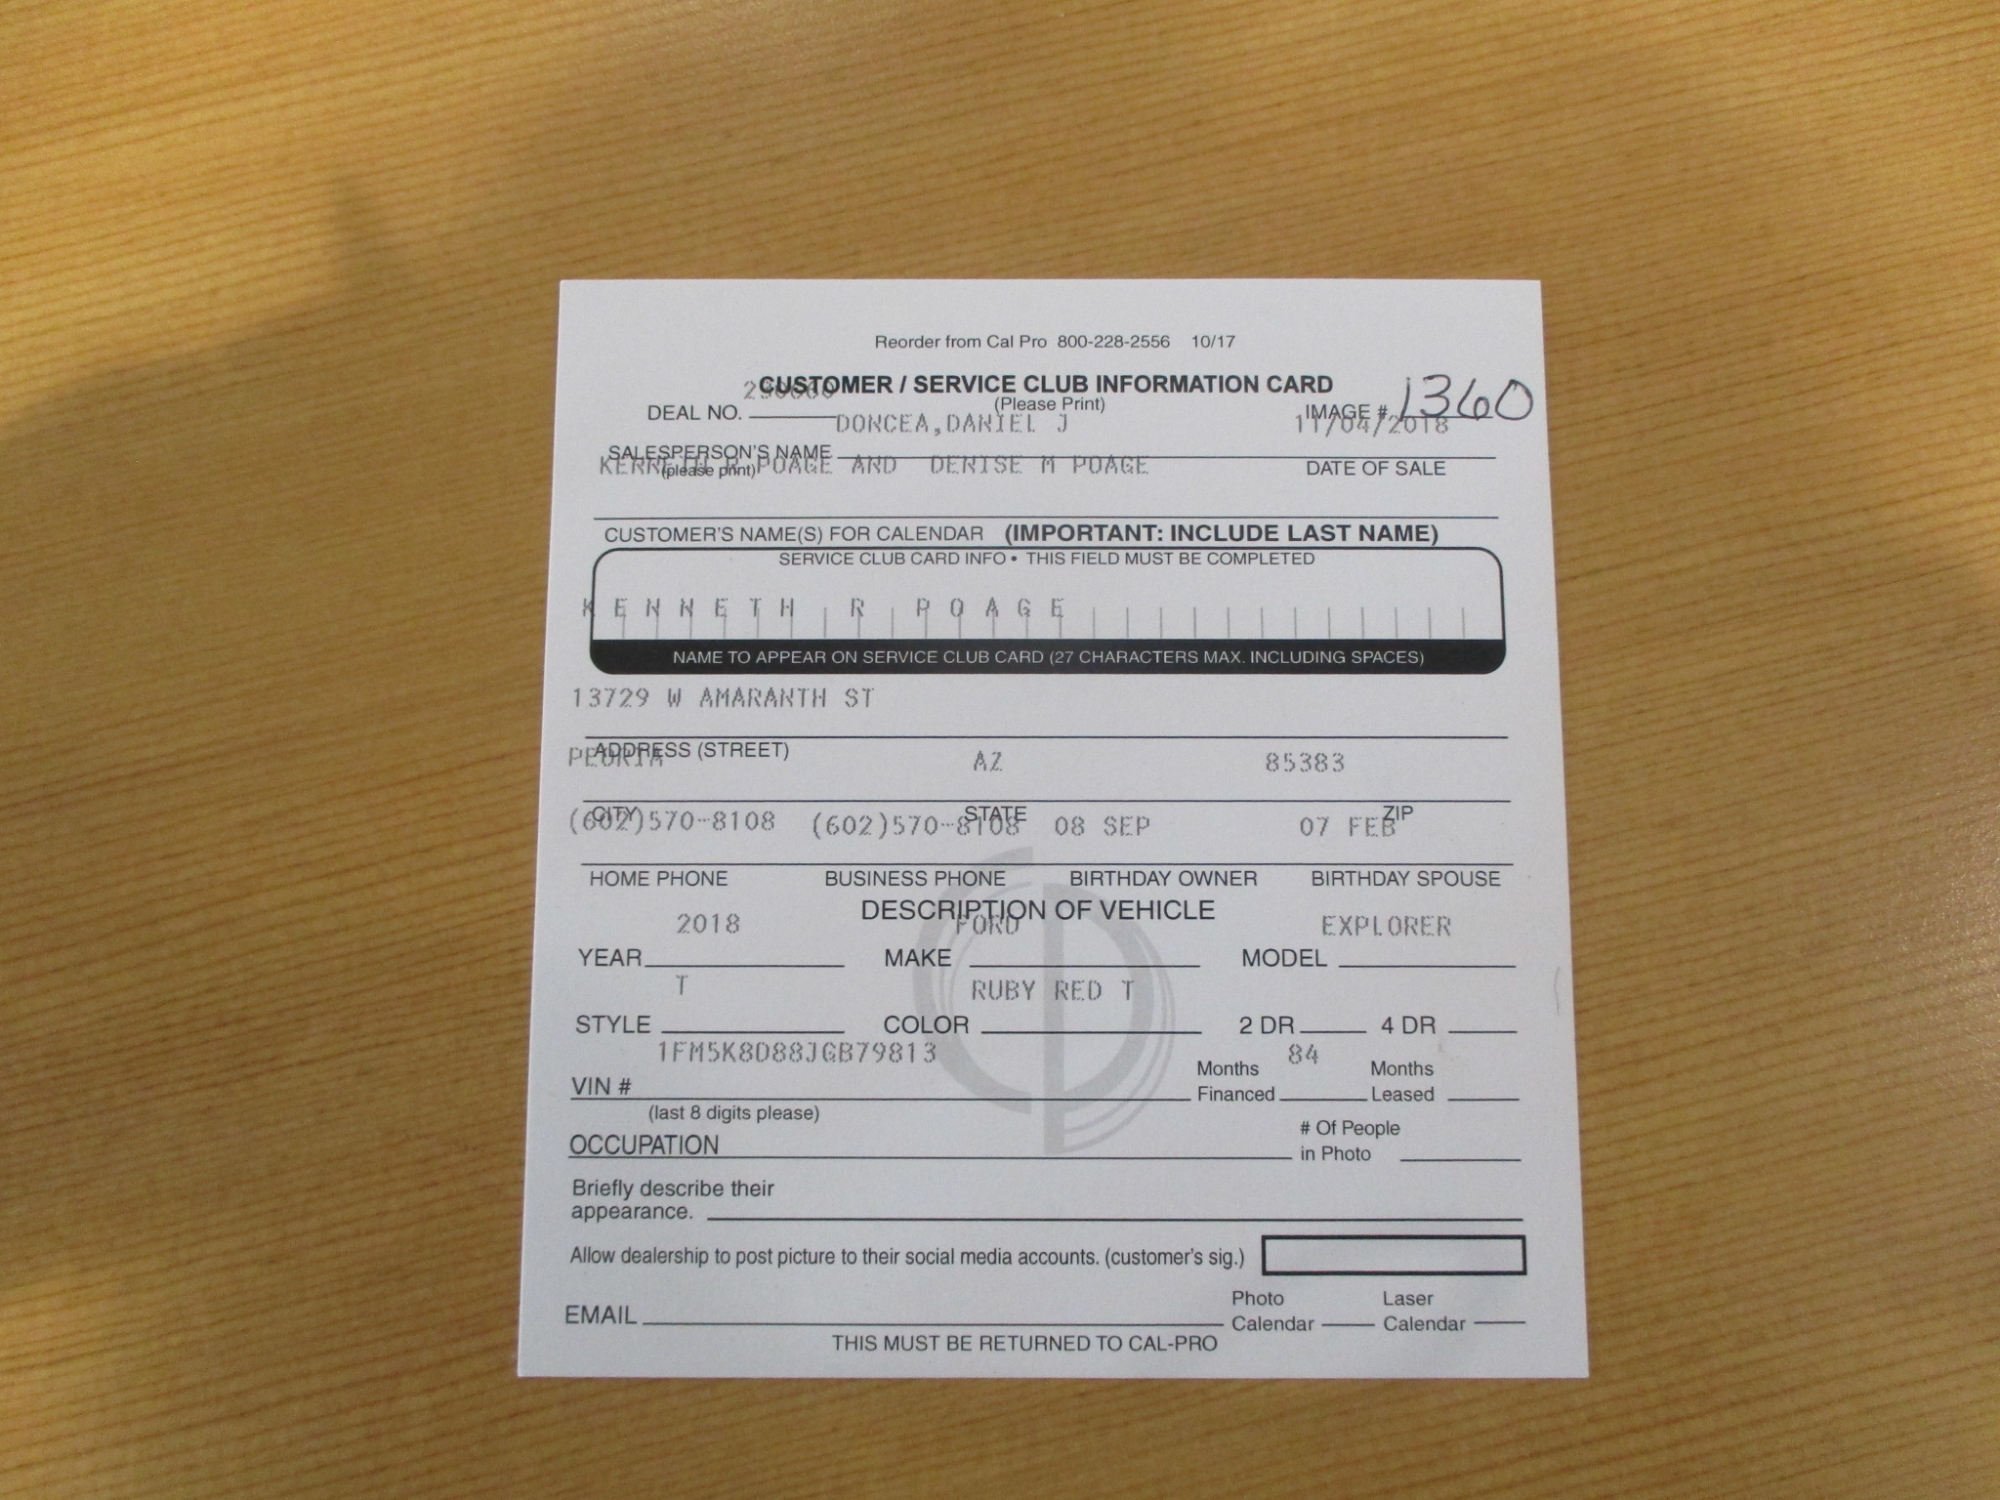 Reorder from Cal Pro 800-228-2556 10/17
CUSTOMER / SERVICE CLUB INFORMATION CARD
(Please Print)
DEAL NO. IMAGE # 1360
DONCEA,DANIEL J 11/04/2018
SALESPERSON'S NAME
(please print) DATE OF SALE
R POAGE AND DENISE M POAGE
CUSTOMER'S NAME(S) FOR CALENDAR (IMPORTANT: INCLUDE LAST NAME)
SERVICE CLUB CARD INFO • THIS FIELD MUST BE COMPLETED
KENNETH R POAGE
NAME TO APPEAR ON SERVICE CLUB CARD (27 CHARACTERS MAX. INCLUDING SPACES)
13729 W AMARANTH ST
ADDRESS (STREET)
PEORIA AZ 85383
CITY STATE ZIP
(602)570-8108 (602)570-8108 08 SEP 07 FEB
HOME PHONE BUSINESS PHONE BIRTHDAY OWNER BIRTHDAY SPOUSE
DESCRIPTION OF VEHICLE
2018 FORD EXPLORER
YEAR MAKE MODEL
T RUBY RED T
STYLE COLOR 2 DR 4 DR
1FM5K8D88JGB79813 84
VIN # Months Financed Months Leased
(last 8 digits please)
OCCUPATION # Of People in Photo
Briefly describe their
appearance.
Allow dealership to post picture to their social media accounts. (customer's sig.)
EMAIL Photo Calendar Laser Calendar
THIS MUST BE RETURNED TO CAL-PRO